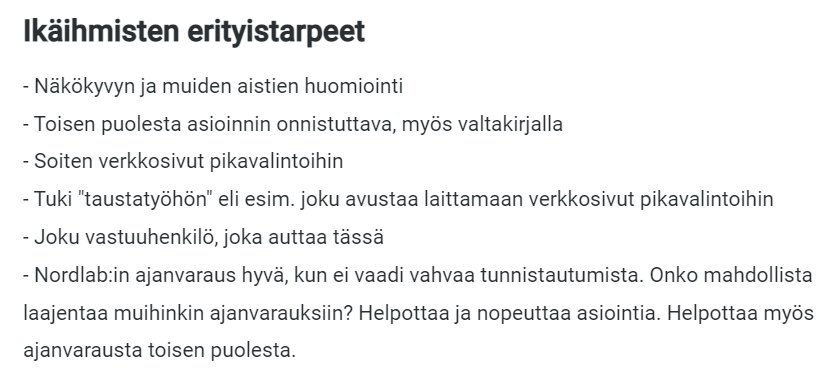 Ikäihmisten erityistarpeet
- Näkökyvyn ja muiden aistien huomiointi
- Toisen puolesta asioinnin onnistuttava, myös valtakirjalla
- Soiten verkkosivut pikavalintoihin
- Tuki "taustatyöhön" eli esim. joku avustaa laittamaan verkkosivut pikavalintoihin
- Joku vastuuhenkilö, joka auttaa tässä
- Nordlab:in ajanvaraus hyvä, kun ei vaadi vahvaa tunnistautumista. Onko mahdollista
laajentaa muihinkin ajanvarauksiin? Helpottaa ja nopeuttaa asiointia. Helpottaa myös
ajanvarausta toisen puolesta.